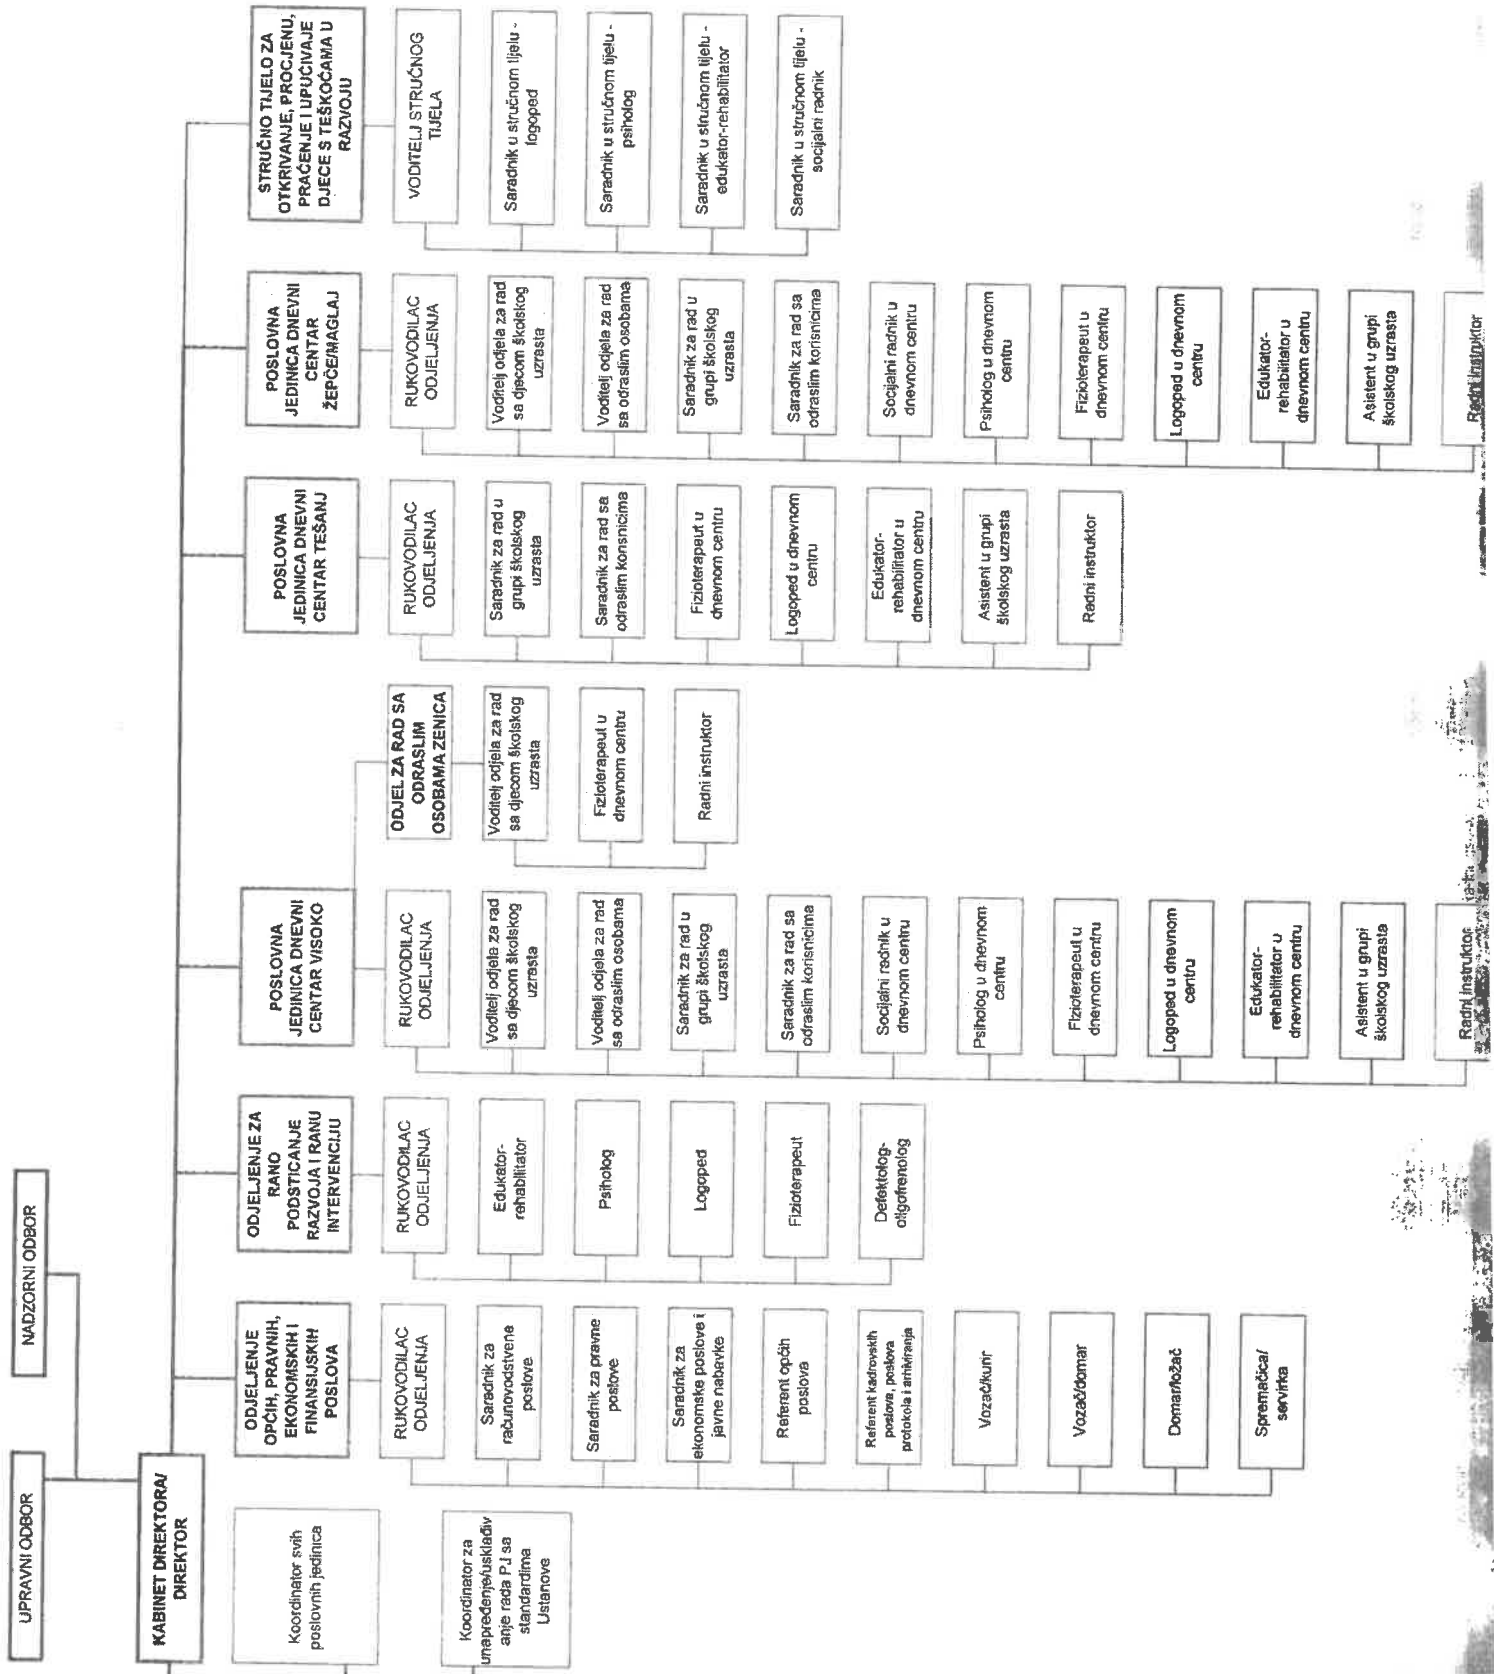 UPRAVNI ODBOR
NADZORNI ODBOR
KABINET DIREKTORA/
DIREKTOR
Koordinator svih
poslovnih jedinica
Koordinator za
unapređenje/usklađiv
anje rada PJ sa
standardima
Ustanove
ODJELJENJE
OPĆIH, PRAVNIH,
EKONOMSKIH I
FINANSIJSKIH
POSLOVA
RUKOVODILAC
ODJELJENJA
Saradnik za
računovodstvene
poslove
Saradnik za pravne
poslove
Saradnik za
ekonomske poslove i
javne nabavke
Referent općih
poslova
Referent kadrovskih
poslova, poslova
protokola i arhiviranja
Vozač/kurir
Vozač/domar
Domar/ložač
Spremačica/
servirka
ODJELJENJE ZA
RANO
PODSTICANJE
RAZVOJA I RANU
INTERVENCIJU
RUKOVODILAC
ODJELJENJA
Edukator-
rehabilitator
Psiholog
Logoped
Fizioterapeut
Defektolog-
oligofrenolog
POSLOVNA
JEDINICA DNEVNI
CENTAR VISOKO
RUKOVODILAC
ODJELJENJA
Voditelj odjela za rad
sa djecom školskog
uzrasta
Voditelj odjela za rad
sa odraslim osobama
Saradnik za rad u
grupi školskog
uzrasta
Saradnik za rad sa
odraslim korisnicima
Socijalni radnik u
dnevnom centru
Psiholog u dnevnom
centru
Fizioterapeut u
dnevnom centru
Logoped u dnevnom
centru
Edukator-
rehabilitator u
dnevnom centru
Asistent u grupi
školskog uzrasta
Radni instruktor
ODJEL ZA RAD SA
ODRASLIM
OSOBAMA ZENICA
Voditelj odjela za rad
sa djecom školskog
uzrasta
Fizioterapeut u
dnevnom centru
Radni instruktor
POSLOVNA
JEDINICA DNEVNI
CENTAR TEŠANJ
RUKOVODILAC
ODJELJENJA
Saradnik za rad u
grupi školskog
uzrasta
Saradnik za rad sa
odraslim korisnicima
Fizioterapeut u
dnevnom centru
Logoped u dnevnom
centru
Edukator-
rehabilitator u
dnevnom centru
Asistent u grupi
školskog uzrasta
Radni instruktor
POSLOVNA
JEDINICA DNEVNI
CENTAR
ŽEPČE/MAGLAJ
RUKOVODILAC
ODJELJENJA
Voditelj odjela za rad
sa djecom školskog
uzrasta
Voditelj odjela za rad
sa odraslim osobama
Saradnik za rad u
grupi školskog
uzrasta
Saradnik za rad sa
odraslim korisnicima
Socijalni radnik u
dnevnom centru
Psiholog u dnevnom
centru
Fizioterapeut u
dnevnom centru
Logoped u dnevnom
centru
Edukator-
rehabilitator u
dnevnom centru
Asistent u grupi
školskog uzrasta
Radni instruktor
STRUČNO TIJELO ZA
OTKRIVANJE, PROCJENU,
PRAĆENJE I UPUĆIVAJE
DJECE S TEŠKOĆAMA U
RAZVOJU
VODITELJ STRUČNOG
TIJELA
Saradnik u stručnom tijelu -
logoped
Saradnik u stručnom tijelu -
psiholog
Saradnik u stručnom tijelu -
edukator-rehabilitator
Saradnik u stručnom tijelu -
socijalni radnik